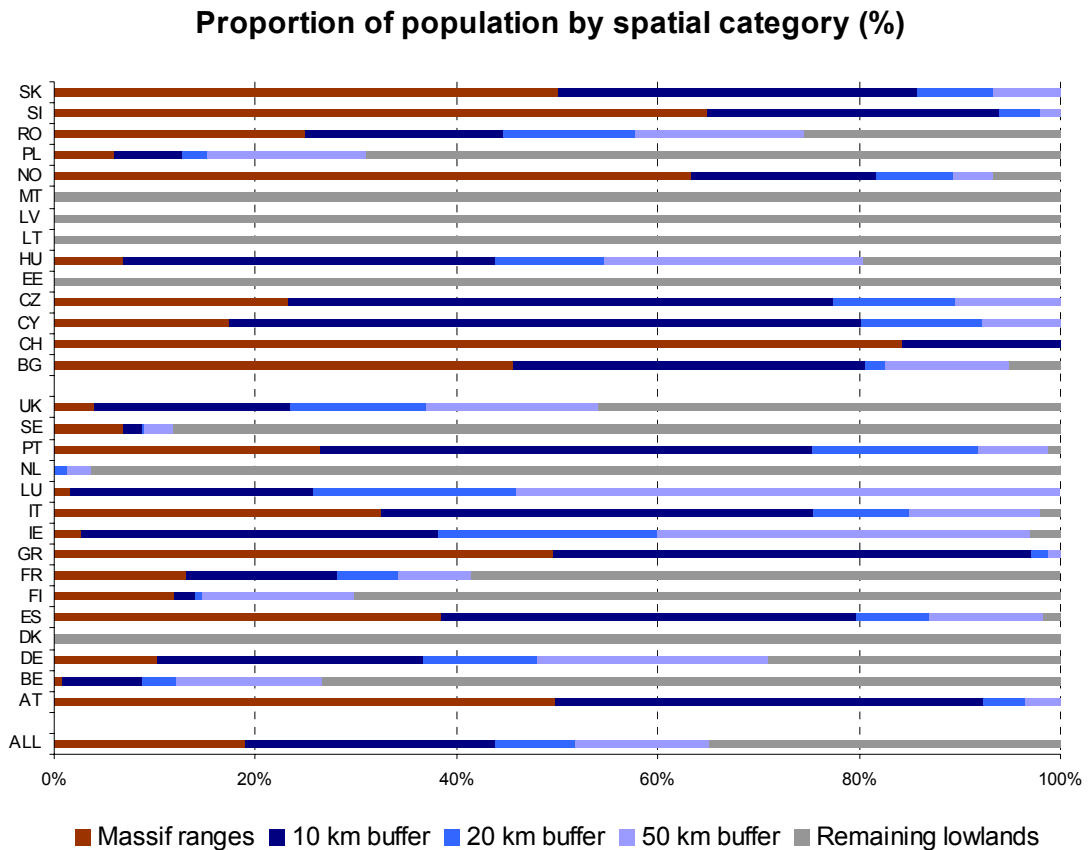 Proportion of population by spatial category (%)
SK
SI
RO
PL
NO
MT
LV
LT
HU
EE
CZ
CY
CH
BG
UK
SE
PT
NL
LU
IT
IE
GR
FR
FI
ES
DK
DE
BE
AT
ALL
0% 20% 40% 60% 80% 100%
Massif ranges 10 km buffer 20 km buffer 50 km buffer Remaining lowlands